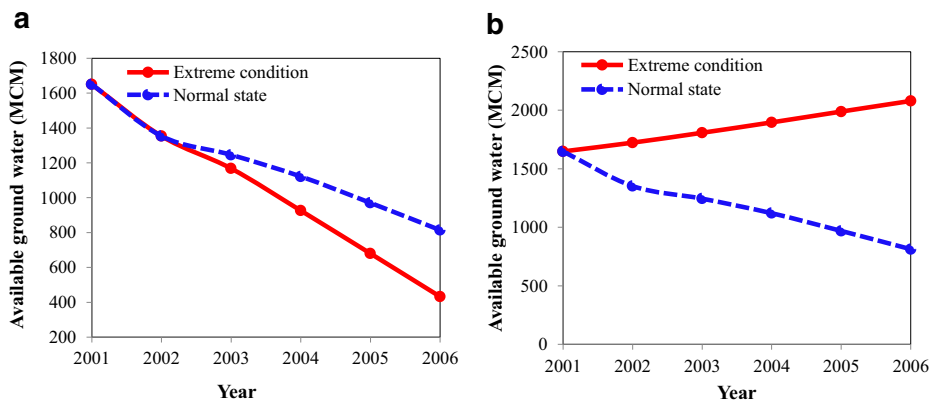 a
1800
1600
1400
1200
1000
800
600
400
200
Available ground water (MCM)
Extreme condition
Normal state
2001 2002 2003 2004 2005 2006
Year
b
2500
2000
1500
1000
500
0
Available ground water (MCM)
Extreme condition
Normal state
2001 2002 2003 2004 2005 2006
Year